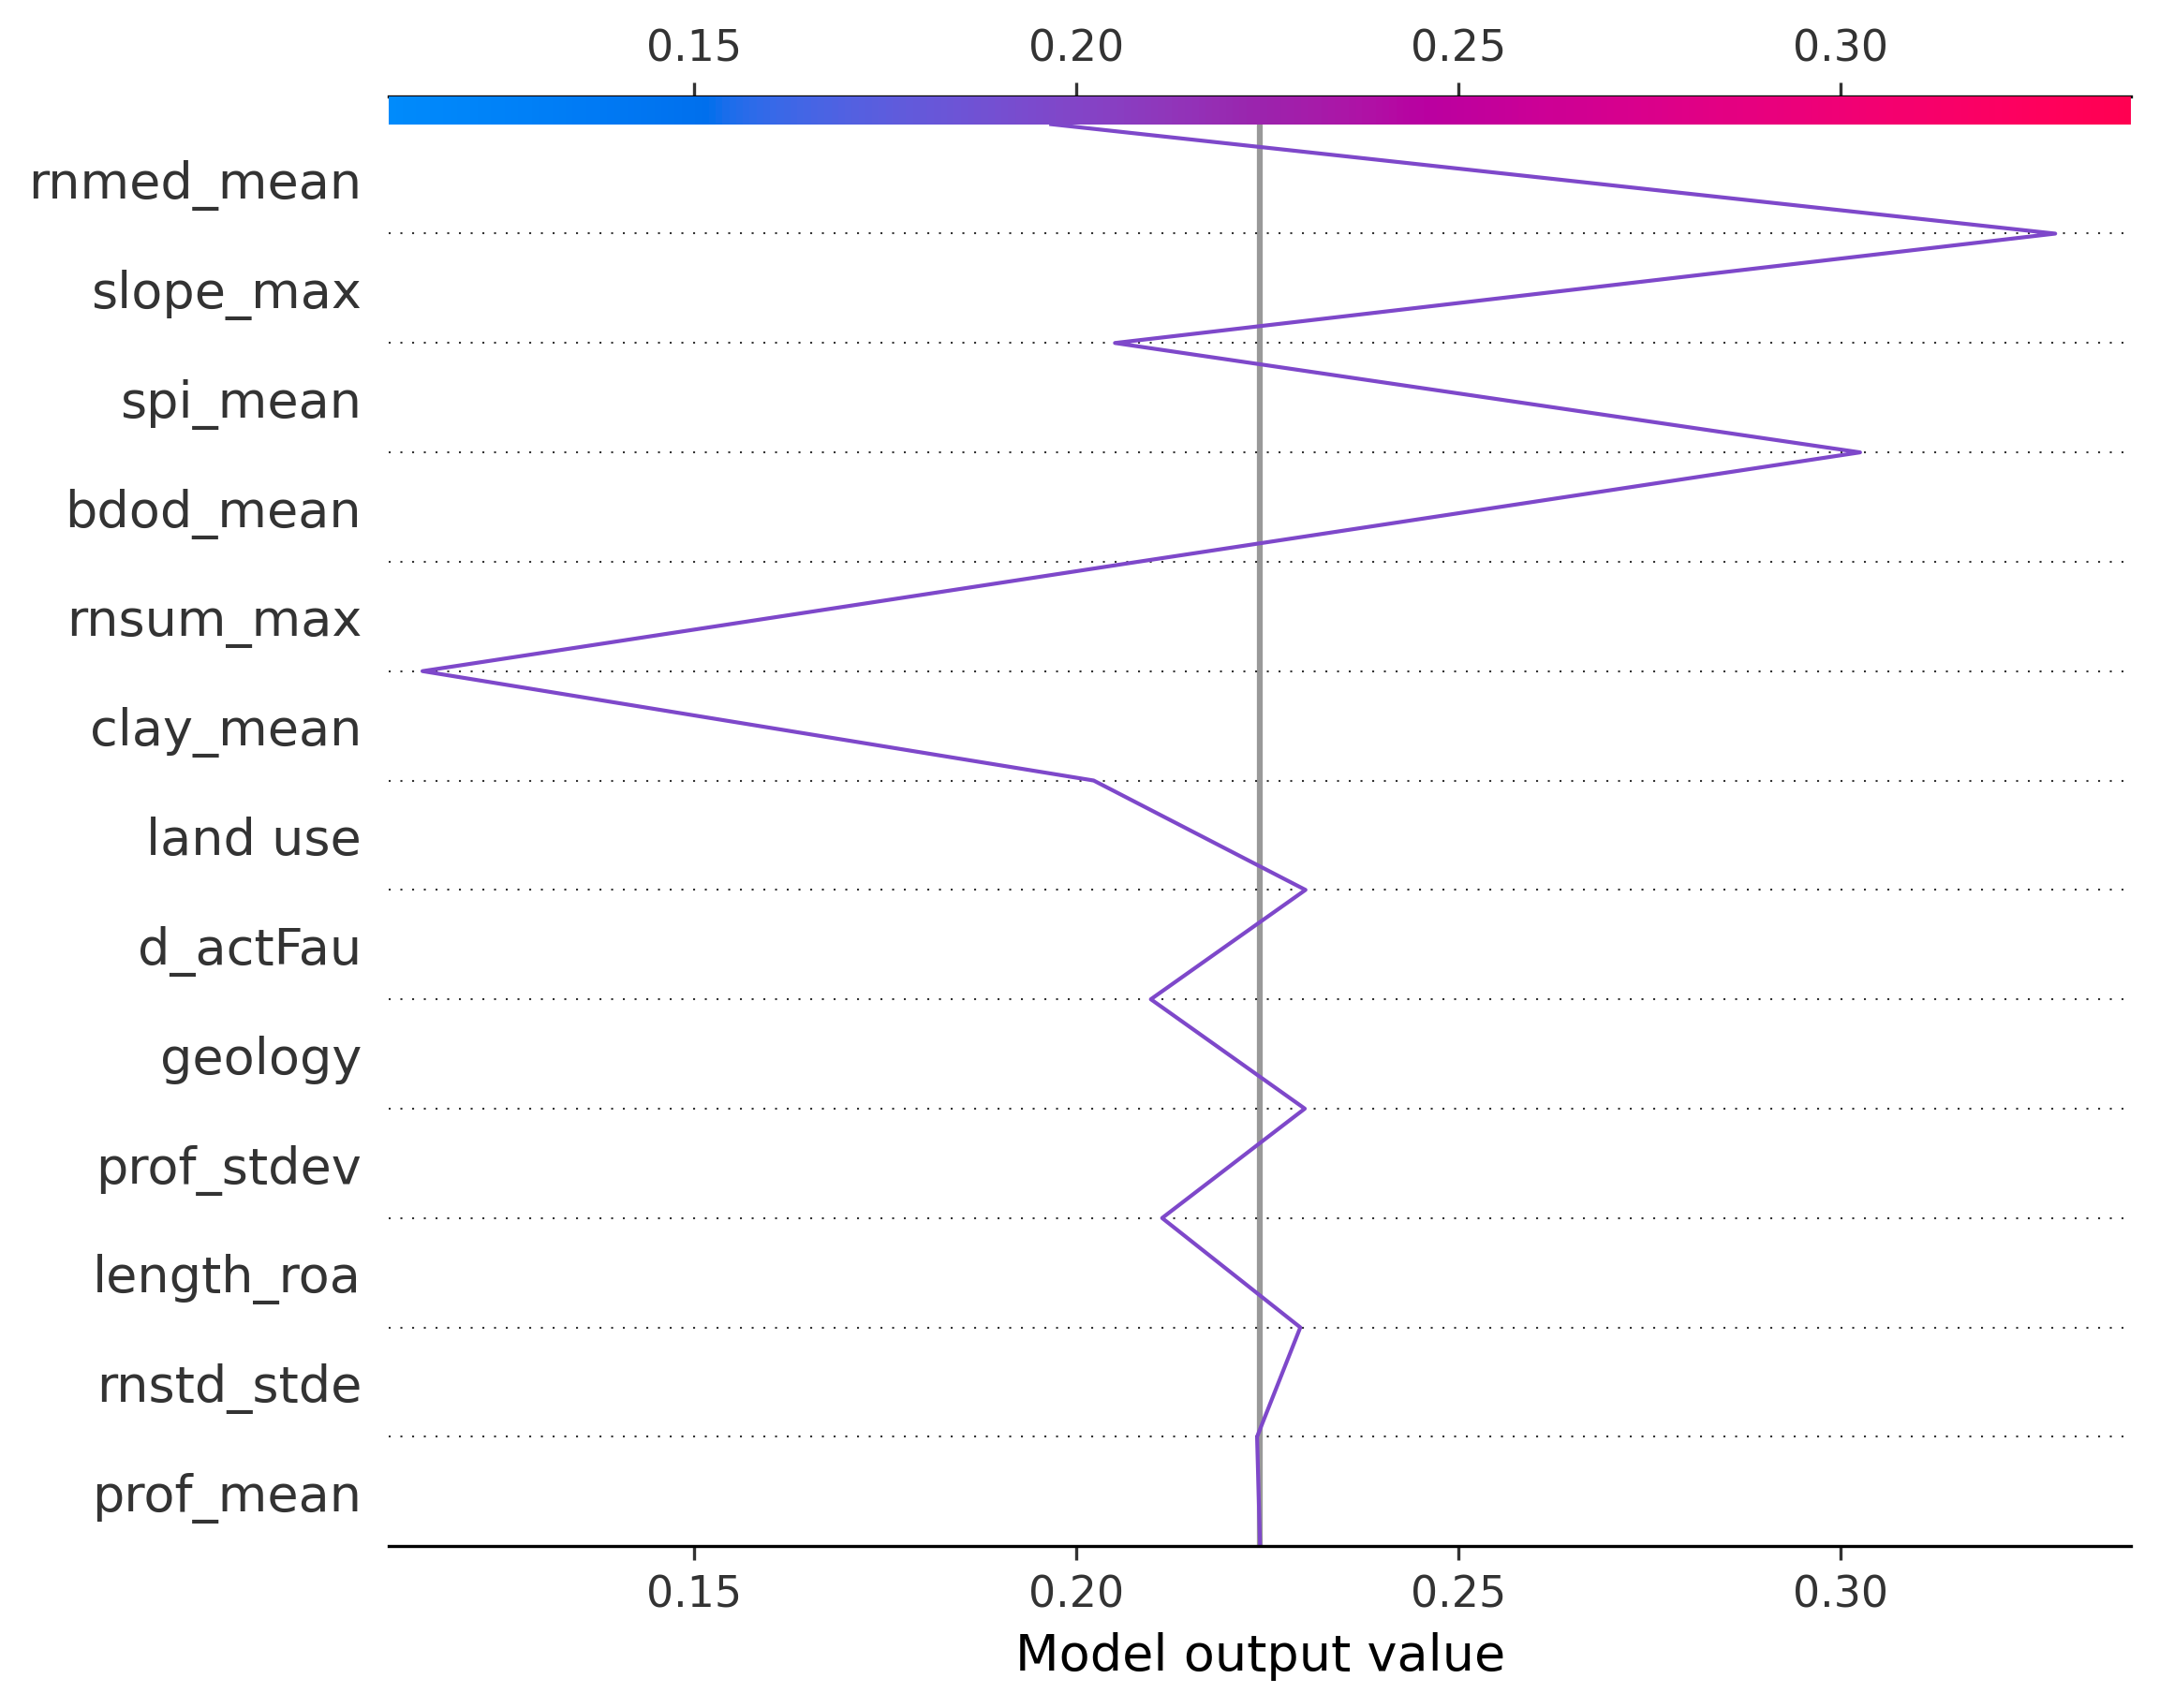 0.15 0.20 0.25 0.30
rnmed_mean
slope_max
spi_mean
bdod_mean
rnsum_max
clay_mean
land use
d_actFau
geology
prof_stdev
length_roa
rnstd_stde
prof_mean
0.15 0.20 0.25 0.30
Model output value